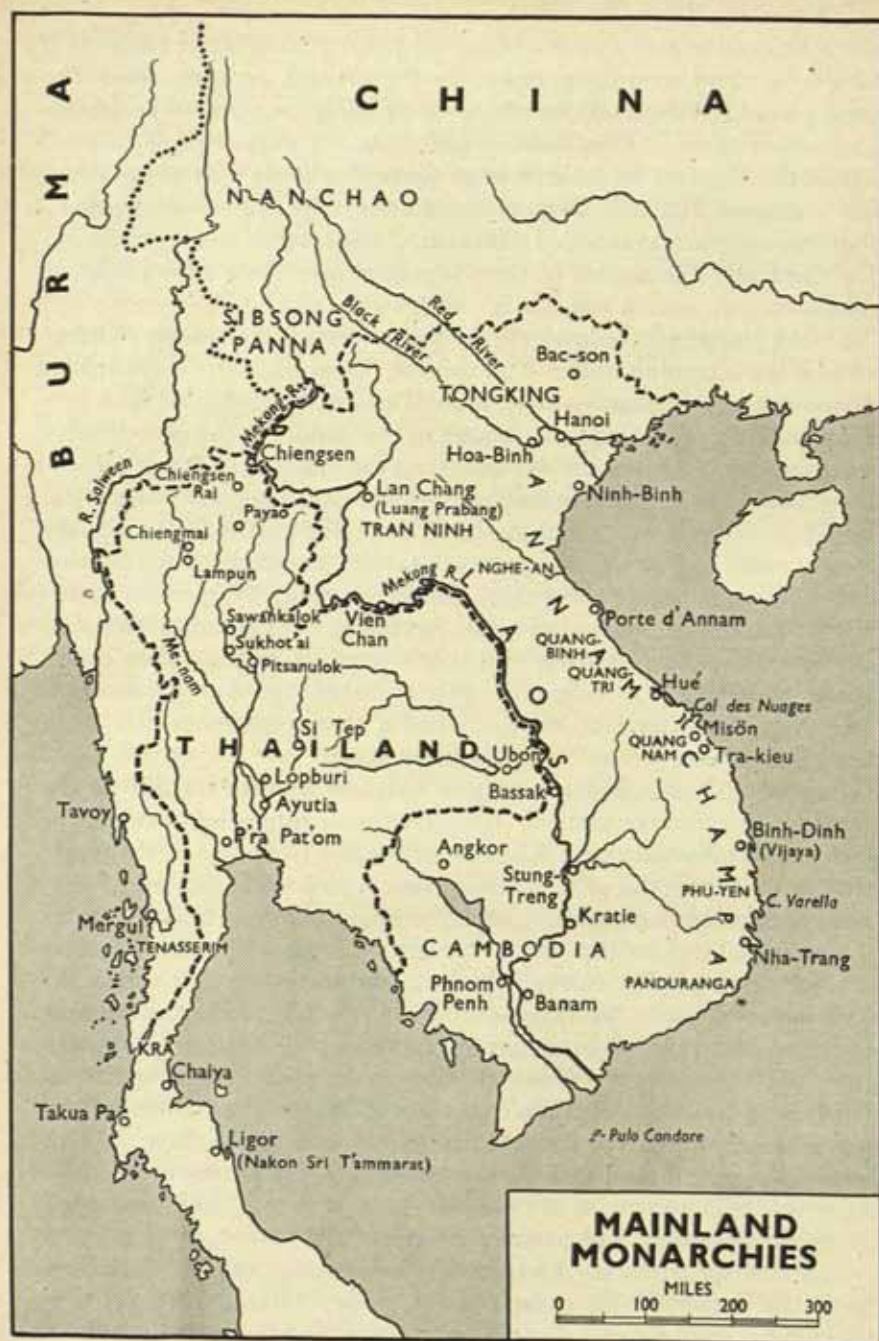 CHINA
BURMA
NANCHAO
SIBSONG
PANNA
Black
River
Red
River
Bac-son
TONGKING
Hanoi
Hoa-Binh
Ninh-Binh
Mekong R.
Chiengsen
R. Salween
Chiengsen
Rai
Payao
Chiengmai
Lampun
Lan Chang
(Luang Prabang)
TRAN NINH
ANNAM
NGHE-AN
Mekong R.
LAOS
Vien
Chan
Porte d'Annam
Sawankalok
Sukhot'ai
Pitsanulok
Me-nam
QUANG-
BINH
QUANG-
TRI
Hué
Col des Nuages
Misön
QUANG
NAM
Tra-kieu
CHAMPA
Si Tep
THAILAND
Ubon
Bassak
Lopburi
Ayutia
P'ra Pat'om
Tavoy
Angkor
Stung-
Treng
Binh-Dinh
(Vijaya)
PHU-YEN
C. Varella
Kratie
Mergui
TENASSERIM
CAMBODIA
Nha-Trang
PANDURANGA
Phnom
Penh
Banam
KRA
Chaiya
Takua Pa
Ligor
(Nakon Sri T'ammarat)
Pulo Condore
MAINLAND
MONARCHIES
MILES
0 100 200 300